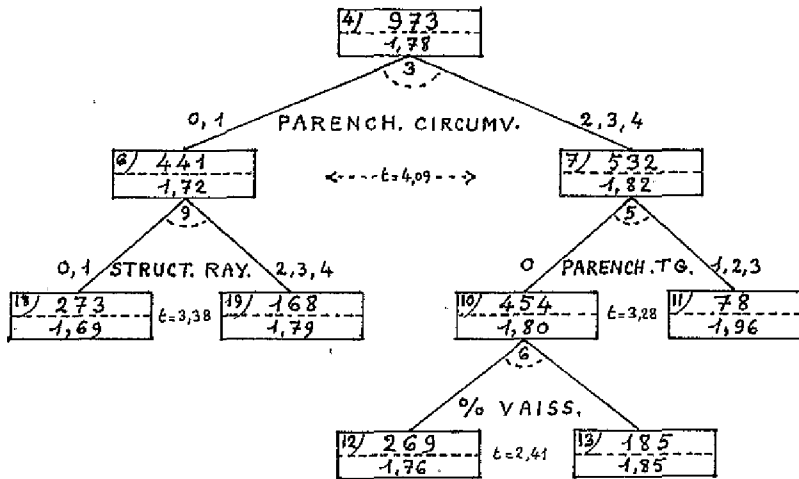 4/ 973
1,78
3
0,1 PARENCH. CIRCUMV. 2,3,4
6/ 441 7/ 532
1,72 <---- t=4,09 ----> 1,82
9 5
0,1 STRUCT. RAY. 2,3,4 0 PARENCH. TG. 1,2,3
18/ 273 t=3,38 19/ 168 10/ 454 t=3,28 11/ 78
1,69 1,79 1,80 1,96
6
% VAISS.
12/ 269 t=2,41 13/ 185
1,76 1,85